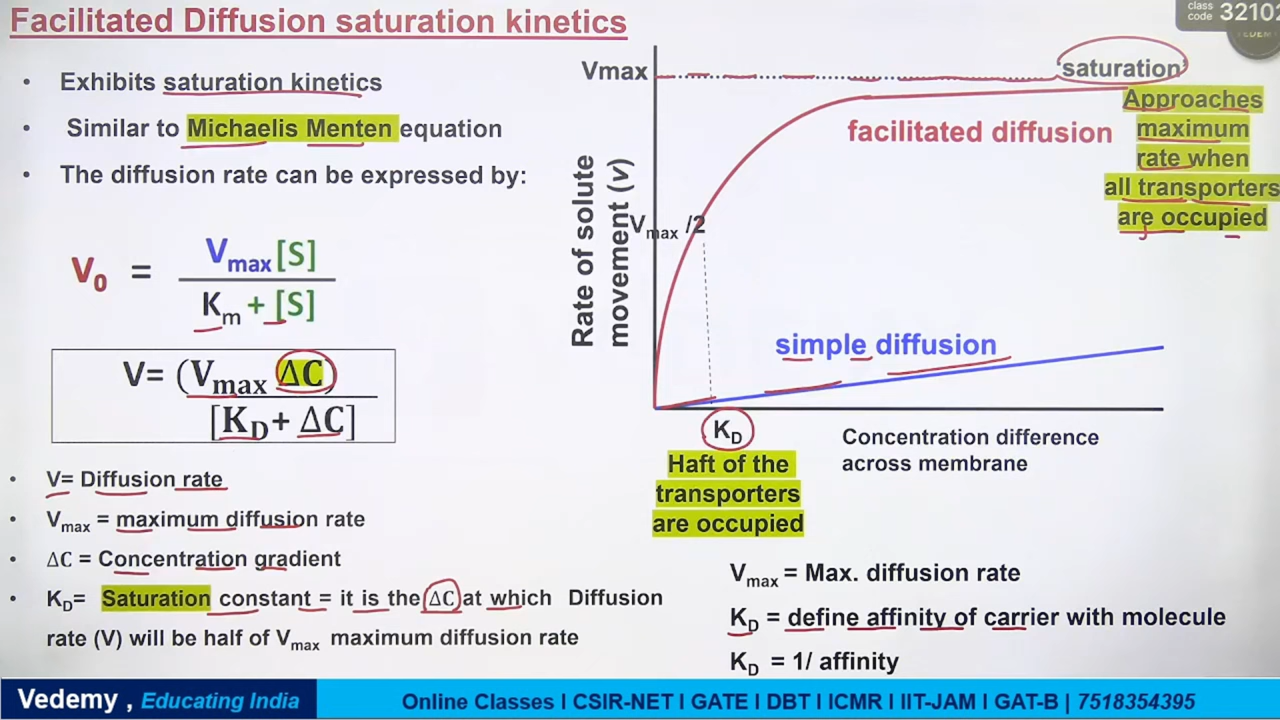 Facilitated Diffusion saturation kinetics
class code 32102
VEDEMY
• Exhibits saturation kinetics
• Similar to Michaelis Menten equation
• The diffusion rate can be expressed by:
V₀ = Vmax[S]
Km + [S]
V= (Vmax ΔC)
[KD+ ΔC]
• V= Diffusion rate
• Vmax = maximum diffusion rate
• ΔC = Concentration gradient
• KD= Saturation constant = it is the ΔC at which Diffusion
rate (V) will be half of Vmax maximum diffusion rate
Vmax
'saturation'
Approaches
maximum
rate when
all transporters
are occupied
facilitated diffusion
Rate of solute
movement (v)
Vmax /2
simple diffusion
KD
Haft of the
transporters
are occupied
Concentration difference
across membrane
Vmax = Max. diffusion rate
KD = define affinity of carrier with molecule
KD = 1/ affinity
Vedemy , Educating India
Online Classes I CSIR-NET I GATE I DBT I ICMR I IIT-JAM I GAT-B | 7518354395